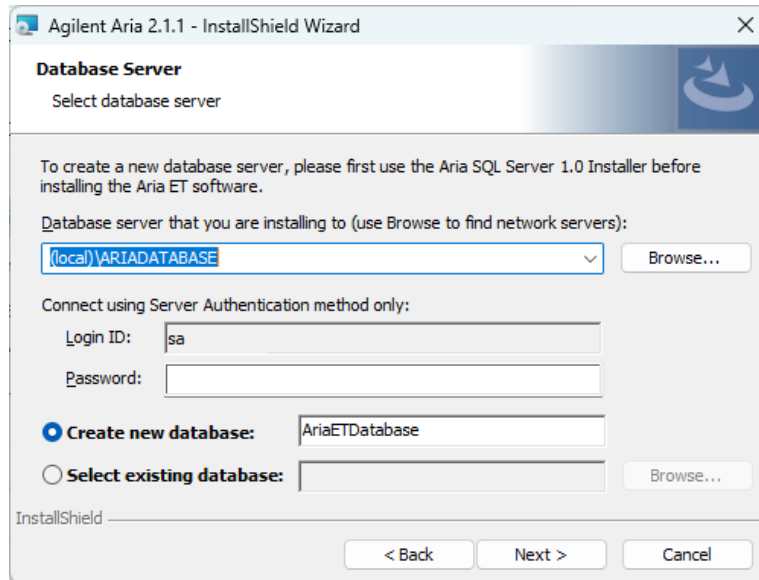 Agilent Aria 2.1.1 - InstallShield Wizard
Database Server
Select database server
To create a new database server, please first use the Aria SQL Server 1.0 Installer before
installing the Aria ET software.
Database server that you are installing to (use Browse to find network servers):
(local)\ARIADATABASE
Browse...
Connect using Server Authentication method only:
Login ID:
sa
Password:
Create new database:
AriaETDatabase
Select existing database:
Browse...
InstallShield
< Back
Next >
Cancel